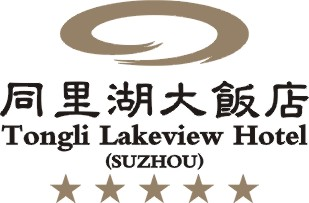 同里湖大飯店
Tongli Lakeview Hotel
(SUZHOU)